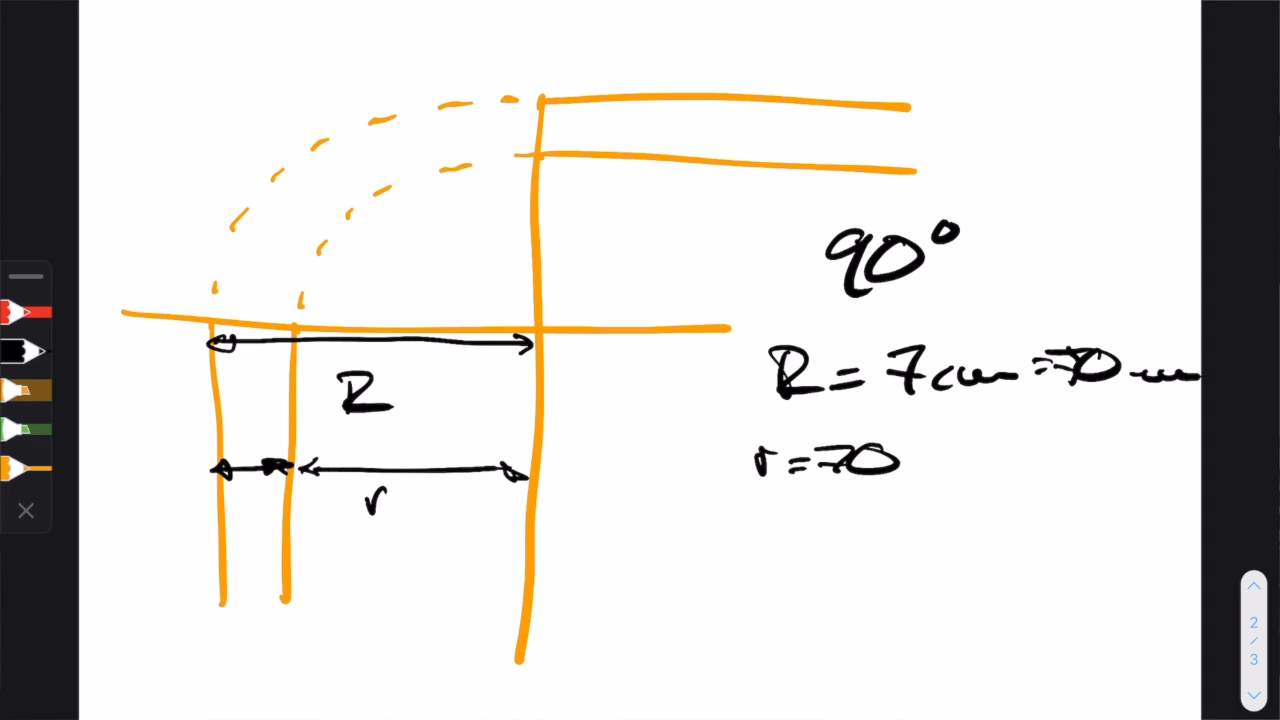 90°
R = 7cm = 70 mm
R
r = 70
r
2
/
3